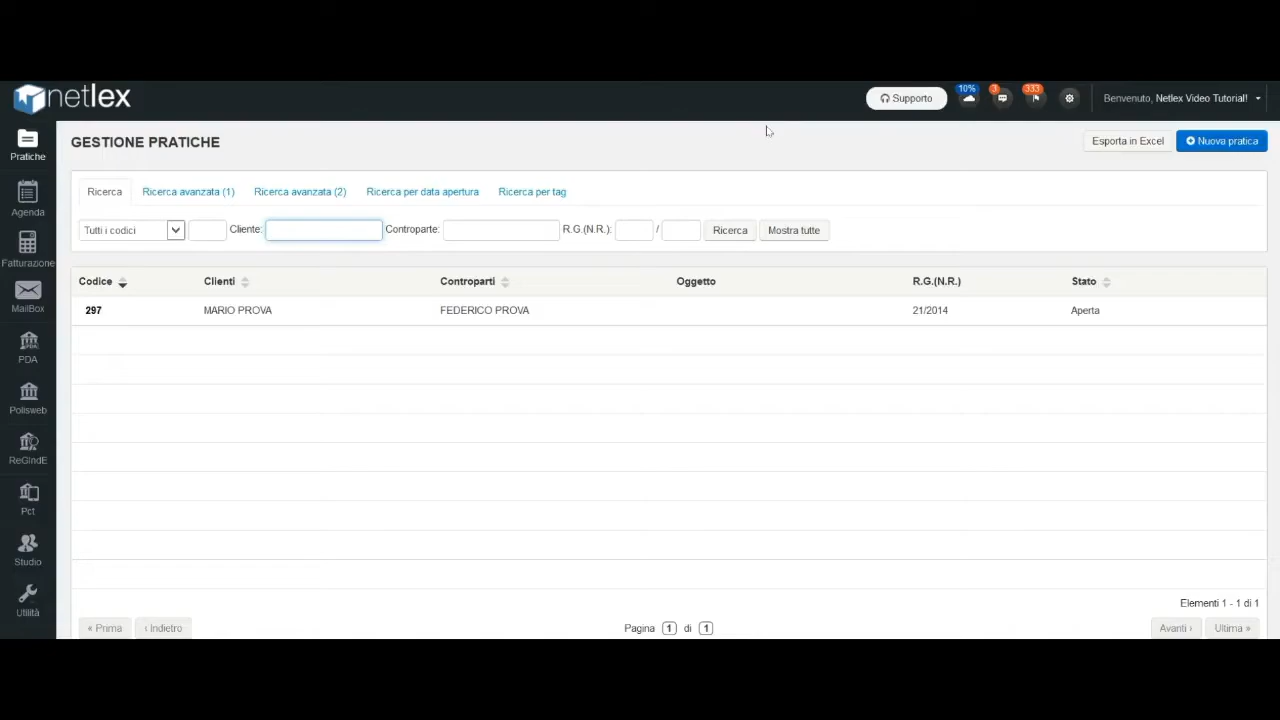 netlex
Supporto
10%
3
333
Benvenuto, Netlex Video Tutorial!
Pratiche
Agenda
Fatturazione
MailBox
PDA
PDA
Polisweb
ReGIndE
Pct
Studio
Utilità
GESTIONE PRATICHE
Esporta in Excel
Nuova pratica
Ricerca Ricerca avanzata (1) Ricerca avanzata (2) Ricerca per data apertura Ricerca per tag
Tutti i codici Cliente: Controparte: R.G.(N.R.): / Ricerca Mostra tutte
Codice Clienti Controparti Oggetto R.G.(N.R.) Stato
297 MARIO PROVA FEDERICO PROVA 21/2014 Aperta
Elementi 1 - 1 di 1
« Prima ‹ Indietro Pagina 1 di 1 Avanti › Ultima »